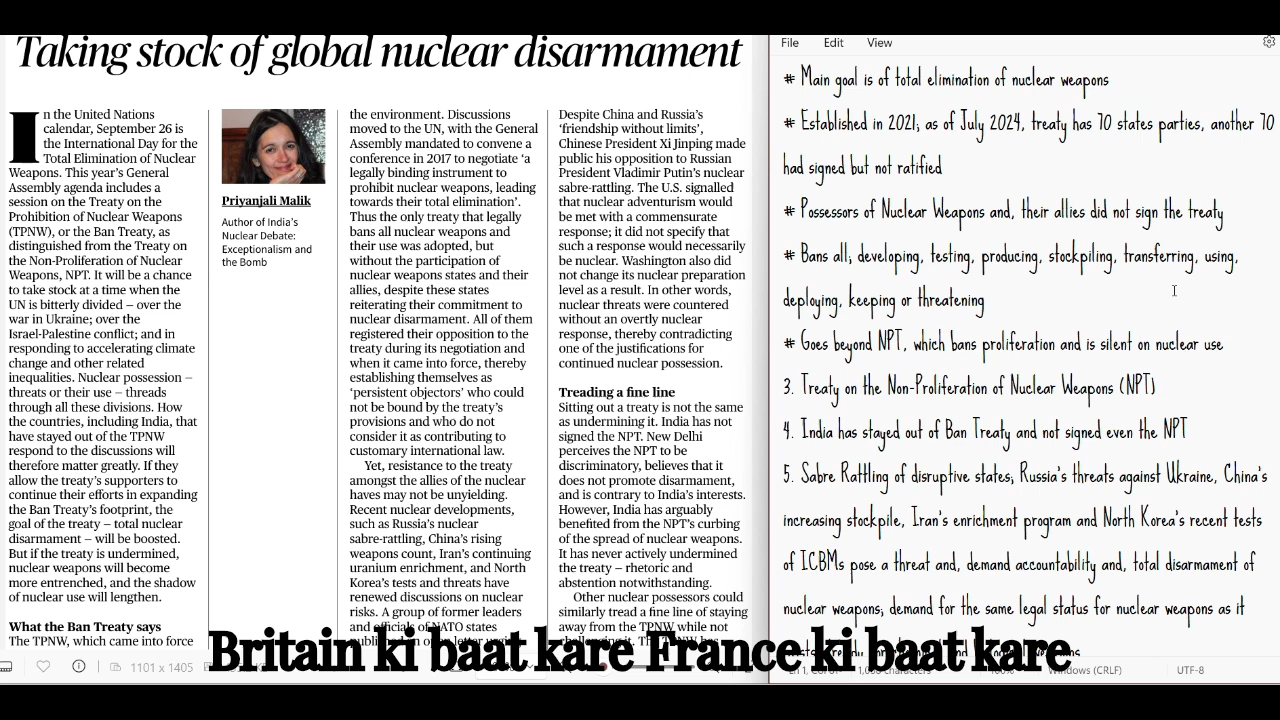 Taking stock of global nuclear disarmament
In the United Nations
calendar, September 26 is
the International Day for the
Total Elimination of Nuclear
Weapons. This year's General
Assembly agenda includes a
session on the Treaty on the
Prohibition of Nuclear Weapons
(TPNW), or the Ban Treaty, as
distinguished from the Treaty on
the Non-Proliferation of Nuclear
Weapons, NPT. It will be a chance
to take stock at a time when the
UN is bitterly divided — over the
war in Ukraine; over the
Israel-Palestine conflict; and in
responding to accelerating climate
change and other related
inequalities. Nuclear possession —
threats or their use — threads
through all these divisions. How
the countries, including India, that
have stayed out of the TPNW
respond to the discussions will
therefore matter greatly. If they
allow the treaty's supporters to
continue their efforts in expanding
the Ban Treaty's footprint, the
goal of the treaty — total nuclear
disarmament — will be boosted.
But if the treaty is undermined,
nuclear weapons will become
more entrenched, and the shadow
of nuclear use will lengthen.
What the Ban Treaty says
The TPNW, which came into force
Priyanjali Malik
Author of India's
Nuclear Debate:
Exceptionalism and
the Bomb
the environment. Discussions
moved to the UN, with the General
Assembly mandated to convene a
conference in 2017 to negotiate 'a
legally binding instrument to
prohibit nuclear weapons, leading
towards their total elimination'.
Thus the only treaty that legally
bans all nuclear weapons and
their use was adopted, but
without the participation of
nuclear weapons states and their
allies, despite these states
reiterating their commitment to
nuclear disarmament. All of them
registered their opposition to the
treaty during its negotiation and
when it came into force, thereby
establishing themselves as
'persistent objectors' who could
not be bound by the treaty's
provisions and who do not
consider it as contributing to
customary international law.
Yet, resistance to the treaty
amongst the allies of the nuclear
haves may not be unyielding.
Recent nuclear developments,
such as Russia's nuclear
sabre-rattling, China's rising
weapons count, Iran's continuing
uranium enrichment, and North
Korea's tests and threats have
renewed discussions on nuclear
risks. A group of former leaders
and officials of NATO states
Despite China and Russia's
'friendship without limits',
Chinese President Xi Jinping made
public his opposition to Russian
President Vladimir Putin's nuclear
sabre-rattling. The U.S. signalled
that nuclear adventurism would
be met with a commensurate
response; it did not specify that
such a response would necessarily
be nuclear. Washington also did
not change its nuclear preparation
level as a result. In other words,
nuclear threats were countered
without an overtly nuclear
response, thereby contradicting
one of the justifications for
continued nuclear possession.
Treading a fine line
Sitting out a treaty is not the same
as undermining it. India has not
signed the NPT. New Delhi
perceives the NPT to be
discriminatory, believes that it
does not promote disarmament,
and is contrary to India's interests.
However, India has arguably
benefited from the NPT's curbing
of the spread of nuclear weapons.
It has never actively undermined
the treaty — rhetoric and
abstention notwithstanding.
Other nuclear possessors could
similarly tread a fine line of staying
away from the TPNW while not
File Edit View
# Main goal is of total elimination of nuclear weapons
# Established in 2021; as of July 2024, treaty has 70 states parties, another 70
had signed but not ratified
# Possessors of Nuclear Weapons and, their allies did not sign the treaty
# Bans all; developing, testing, producing, stockpiling, transferring, using,
deploying, keeping or threatening
# Goes beyond NPT, which bans proliferation and is silent on nuclear use
3. Treaty on the Non-Proliferation of Nuclear Weapons (NPT)
4. India has stayed out of Ban Treaty and not signed even the NPT
5. Sabre Rattling of disruptive states; Russia's threats against Ukraine, China's
increasing stockpile, Iran's enrichment program and North Korea's recent tests
of ICBMs pose a threat and, demand accountability and, total disarmament of
nuclear weapons; demand for the same legal status for nuclear weapons as it
Britain ki baat kare France ki baat kare
1101 x 1405
Windows (CRLF) UTF-8